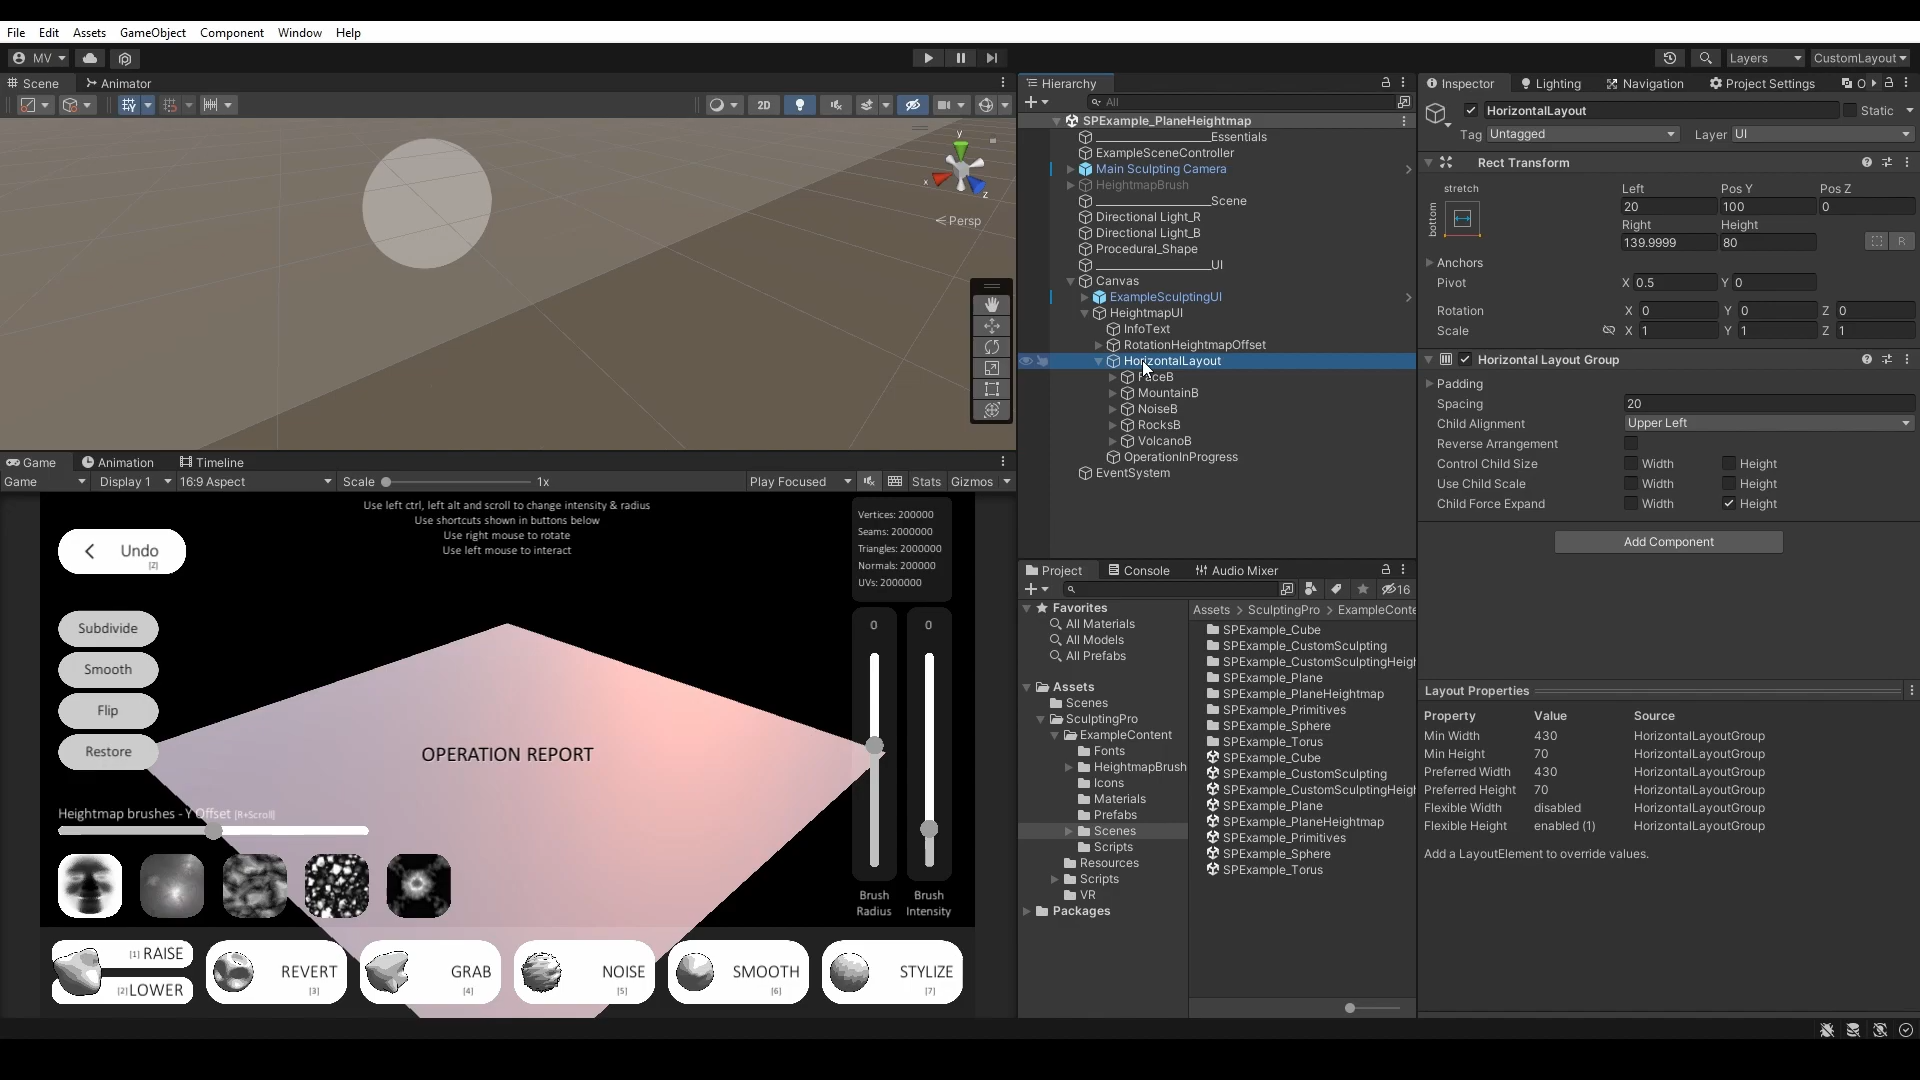 File Edit Assets GameObject Component Window Help
MV Layers CustomLayout
Scene Animator
2D
y
x
z
Persp
Game Animation Timeline
Game Display 1 16:9 Aspect Scale 1x Play Focused Stats Gizmos
Use left ctrl, left alt and scroll to change intensity & radius
Use shortcuts shown in buttons below
Use right mouse to rotate
Use left mouse to interact
Undo
[Z]
Vertices: 200000
Seams: 2000000
Triangles: 2000000
Normals: 200000
UVs: 2000000
Subdivide
Smooth
Flip
Restore
0 0
OPERATION REPORT
Heightmap brushes - Y Offset [R+Scroll]
Brush Radius
Brush Intensity
[1] RAISE
[2] LOWER
REVERT
[3]
GRAB
[4]
NOISE
[5]
SMOOTH
[6]
STYLIZE
[7]
Hierarchy
All
SPExample_PlaneHeightmap
________________Essentials
ExampleSceneController
Main Sculpting Camera
HeightmapBrush
________________Scene
Directional Light_R
Directional Light_B
Procedural_Shape
________________UI
Canvas
ExampleSculptingUI
HeightmapUI
InfoText
RotationHeightmapOffset
HorizontalLayout
FaceB
MountainB
NoiseB
RocksB
VolcanoB
OperationInProgress
EventSystem
Project Console Audio Mixer
16
Favorites
All Materials
All Models
All Prefabs
Assets
Scenes
SculptingPro
ExampleContent
Fonts
HeightmapBrush
Icons
Materials
Prefabs
Scenes
Scripts
Resources
Scripts
VR
Packages
Assets > SculptingPro > ExampleConte
SPExample_Cube
SPExample_CustomSculpting
SPExample_CustomSculptingHeigh
SPExample_Plane
SPExample_PlaneHeightmap
SPExample_Primitives
SPExample_Sphere
SPExample_Torus
SPExample_Cube
SPExample_CustomSculpting
SPExample_CustomSculptingHeigh
SPExample_Plane
SPExample_PlaneHeightmap
SPExample_Primitives
SPExample_Sphere
SPExample_Torus
Inspector Lighting Navigation Project Settings O
HorizontalLayout Static
Tag Untagged Layer UI
Rect Transform
stretch Left Pos Y Pos Z
bottom 20 100 0
Right Height
139.9999 80 R
Anchors
Pivot X 0.5 Y 0
Rotation X 0 Y 0 Z 0
Scale X 1 Y 1 Z 1
Horizontal Layout Group
Padding
Spacing 20
Child Alignment Upper Left
Reverse Arrangement
Control Child Size Width Height
Use Child Scale Width Height
Child Force Expand Width Height
Add Component
Layout Properties
Property Value Source
Min Width 430 HorizontalLayoutGroup
Min Height 70 HorizontalLayoutGroup
Preferred Width 430 HorizontalLayoutGroup
Preferred Height 70 HorizontalLayoutGroup
Flexible Width disabled HorizontalLayoutGroup
Flexible Height enabled (1) HorizontalLayoutGroup
Add a LayoutElement to override values.